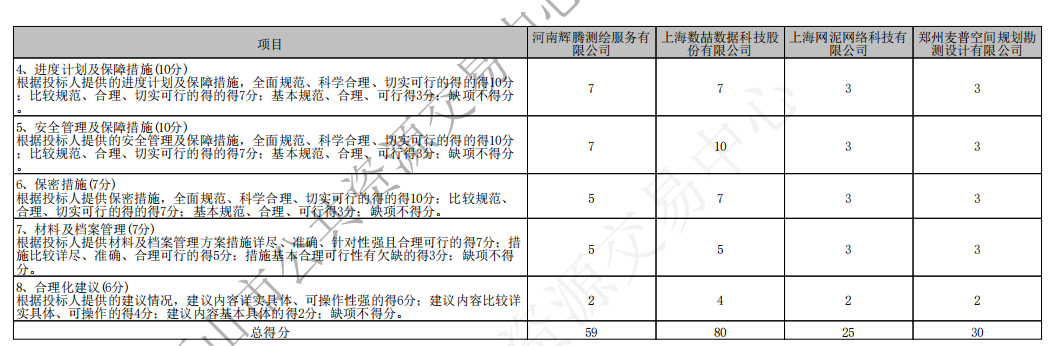 项目 河南辉腾测绘服务有 上海数喆数据科技股 上海网泥网络科技有 郑州麦普空间规划勘
限公司 份有限公司 限公司 测设计有限公司
4、进度计划及保障措施(10分)
根据投标人提供的进度计划及保障措施，全面规范、科学合理、切实可行的得的得10分 7 7 3 3
；比较规范、合理、切实可行的得的得7分；基本规范、合理、可行得3分；缺项不得分
。
5、安全管理及保障措施(10分)
根据投标人提供的安全管理及保障措施，全面规范、科学合理、切实可行的得的得10分 7 10 3 3
；比较规范、合理、切实可行的得的得7分；基本规范、合理、可行得3分；缺项不得分
。
6、保密措施(7分)
根据投标人提供保密措施，全面规范、科学合理、切实可行的得的得10分；比较规范、 5 7 3 3
合理、切实可行的得的得7分；基本规范、合理、可行得3分；缺项不得分。
7、材料及档案管理(7分)
根据投标人提供材料及档案管理方案措施详尽、准确、针对性强且合理可行的得7分；措 5 5 3 3
施比较详尽、准确、合理可行的得5分；措施基本合理可行性有欠缺的得3分；缺项不得
分。
8、合理化建议(6分)
根据投标人提供的建议情况，建议内容详实具体、可操作性强的得6分；建议内容比较详 2 4 2 2
实具体、可操作的得4分；建议内容基本具体的得2分；缺项不得分。
总得分 59 80 25 30
山市公共资源交易中心
资源交易中心